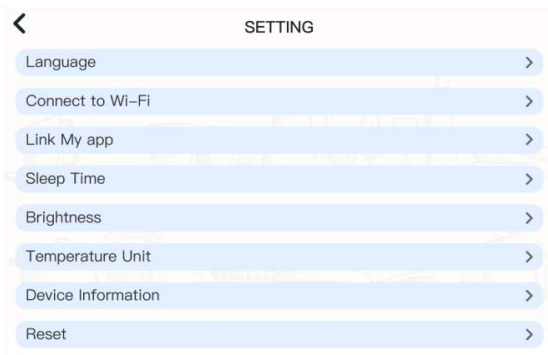 SETTING
Language
Connect to Wi-Fi
Link My app
Sleep Time
Brightness
Temperature Unit
Device Information
Reset